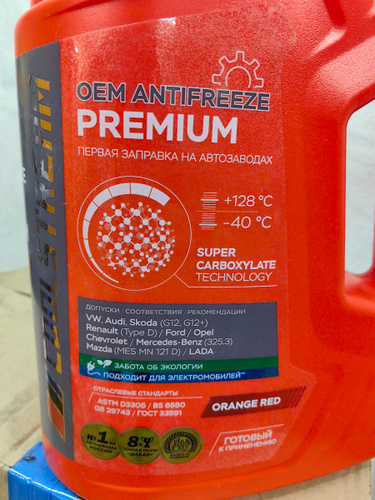 OEM ANTIFREEZE
PREMIUM
ПЕРВАЯ ЗАПРАВКА НА АВТОЗАВОДАХ
+128 °C
-40 °C
SUPER
CARBOXYLATE
TECHNOLOGY
ДОПУСКИ / СООТВЕТСТВИЯ / РЕКОМЕНДАЦИИ
VW, Audi, Skoda (G12, G12+)
Renault (Type D) / Ford / Opel
Chevrolet / Mercedes-Benz (325.3)
Mazda (MES MN 121 D) / LADA
ЗАБОТА ОБ ЭКОЛОГИИ
ПОДХОДИТ ДЛЯ ЭЛЕКТРОМОБИЛЕЙ**
ОТРАСЛЕВЫЕ СТАНДАРТЫ
ASTM D3306 / BS 6580
GB 29743 / ГОСТ 33591
ORANGE RED
№1
8
ГОТОВЫЙ
К ПРИМЕНЕНИЮ